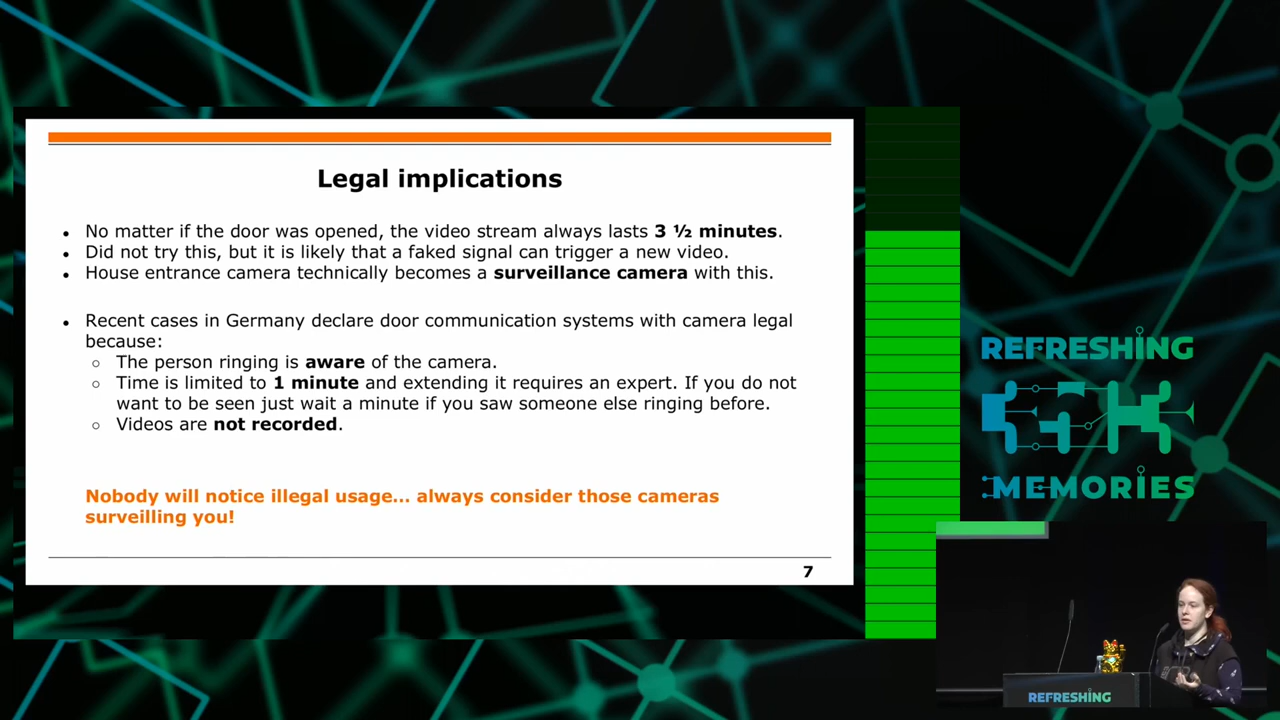 Legal implications
No matter if the door was opened, the video stream always lasts 3 ½ minutes.
Did not try this, but it is likely that a faked signal can trigger a new video.
House entrance camera technically becomes a surveillance camera with this.
Recent cases in Germany declare door communication systems with camera legal
because:
The person ringing is aware of the camera.
Time is limited to 1 minute and extending it requires an expert. If you do not
want to be seen just wait a minute if you saw someone else ringing before.
Videos are not recorded.
Nobody will notice illegal usage... always consider those cameras
surveilling you!
7
REFRESHING
MEMORIES
REFRESHING